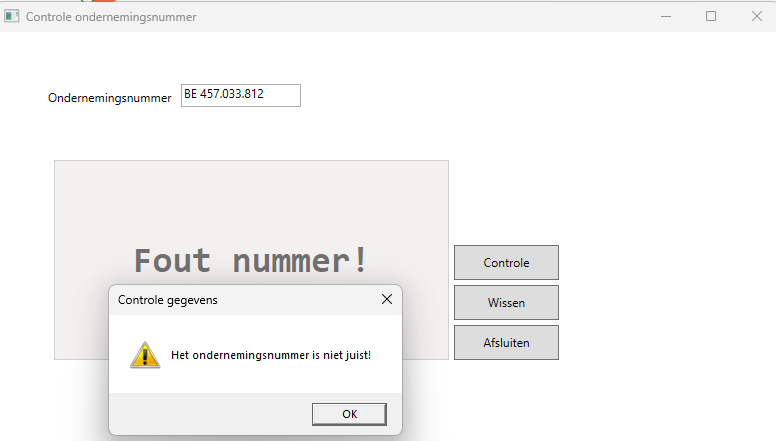 Controle ondernemingsnummer
Ondernemingsnummer BE 457.033.812
Fout nummer!
Controle
Wissen
Afsluiten
Controle gegevens
Het ondernemingsnummer is niet juist!
OK